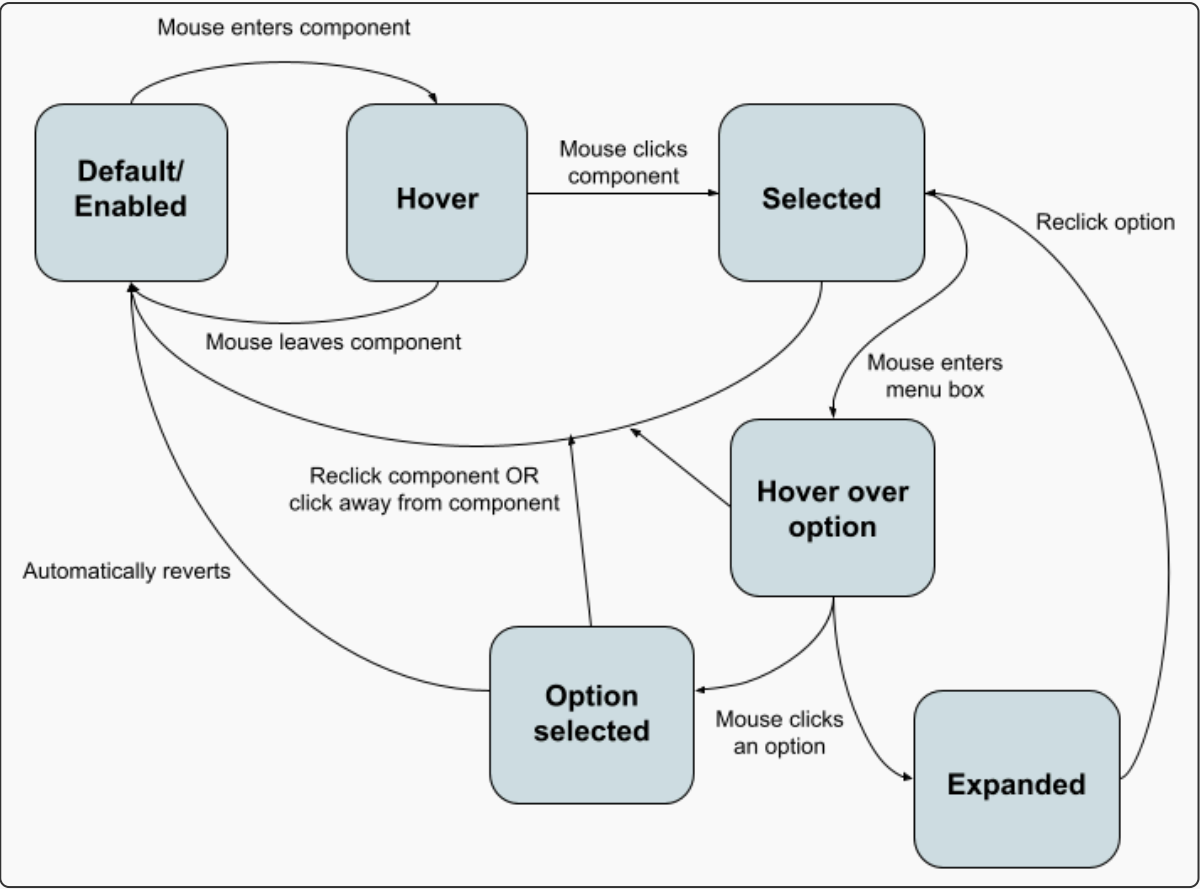 Mouse enters component
Default/
Enabled
Hover
Mouse clicks
component
Selected
Reclick option
Mouse leaves component
Mouse enters
menu box
Reclick component OR
click away from component
Hover over
option
Automatically reverts
Option
selected
Mouse clicks
an option
Expanded